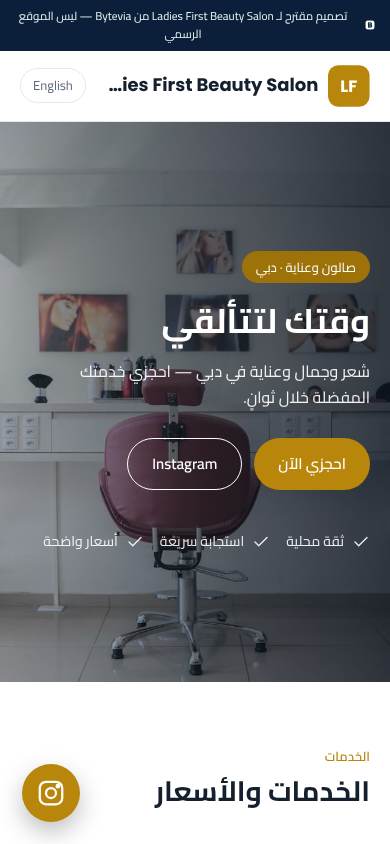 تصميم مقترح لـ Ladies First Beauty Salon من Bytevia — ليس الموقع
الرسمي
B
LF
ies First Beauty Salon...
English
صالون وعناية · دبي
وقتك لتتألقي
شعر وجمال وعناية في دبي — احجزي خدمتك
المفضلة خلال ثوانٍ.
احجزي الآن
Instagram
ثقة محلية
استجابة سريعة
أسعار واضحة
الخدمات
الخدمات والأسعار